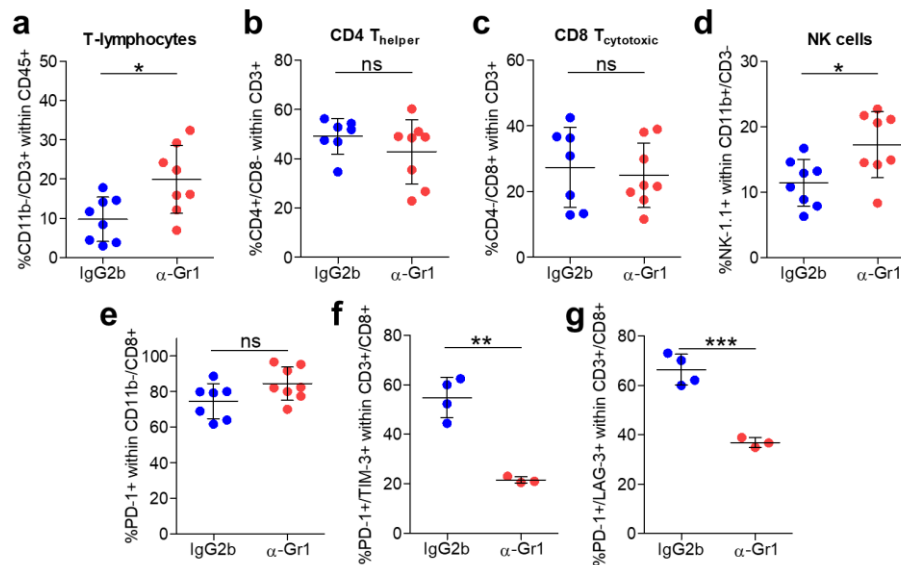 a
T-lymphocytes
%CD11b-/CD3+ within CD45+
50
40
30
20
10
0
*
IgG2b
α-Gr1
b
CD4 Thelper
%CD4+/CD8- within CD3+
80
60
40
20
0
ns
IgG2b
α-Gr1
c
CD8 Tcytotoxic
%CD4-/CD8+ within CD3+
60
40
20
0
ns
IgG2b
α-Gr1
d
NK cells
%NK-1.1+ within CD11b+/CD3-
30
20
10
0
*
IgG2b
α-Gr1
e
%PD-1+ within CD11b-/CD8+
100
80
60
40
20
0
ns
IgG2b
α-Gr1
f
%PD-1+/TIM-3+ within CD3+/CD8+
80
60
40
20
0
**
IgG2b
α-Gr1
g
%PD-1+/LAG-3+ within CD3+/CD8+
80
60
40
20
0
***
IgG2b
α-Gr1